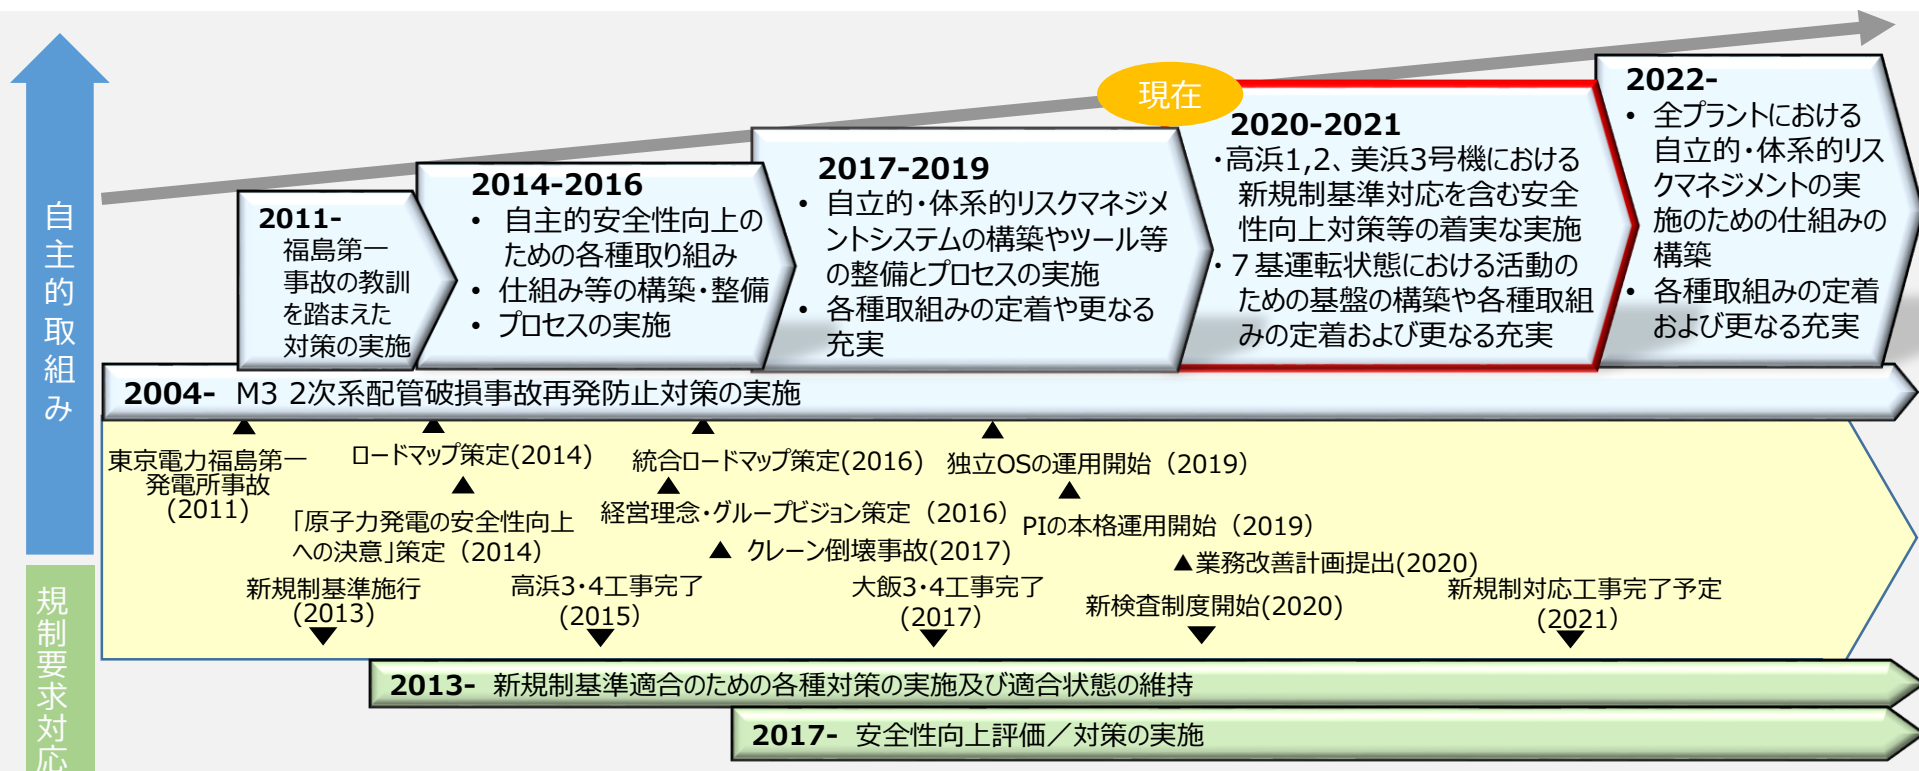 現在
自主的取組み
規制要求対応
2011-
福島第一
事故の教訓
を踏まえた
対策の実施
2014-2016
• 自主的安全性向上の
ための各種取り組み
• 仕組み等の構築・整備
• プロセスの実施
2017-2019
• 自立的・体系的リスクマネジメ
ントシステムの構築やツール等
の整備とプロセスの実施
• 各種取組みの定着や更なる
充実
2020-2021
・高浜1,2、美浜3号機における
新規制基準対応を含む安全
性向上対策等の着実な実施
・７基運転状態における活動の
ための基盤の構築や各種取組
みの定着および更なる充実
2022-
• 全プラントにおける
自立的・体系的リス
クマネジメントの実
施のための仕組みの
構築
• 各種取組みの定着
および更なる充実
2004- M3 2次系配管破損事故再発防止対策の実施
▲
東京電力福島第一
発電所事故
(2011)
▲
ロードマップ策定(2014)
▲
「原子力発電の安全性向上
への決意」策定（2014）
▲
統合ロードマップ策定(2016)
▲
経営理念・グループビジョン策定（2016）
▲ クレーン倒壊事故(2017)
▲
独立OSの運用開始（2019）
▲
PIの本格運用開始（2019）
▲業務改善計画提出(2020)
新規制基準施行
(2013)
▼
高浜3・4工事完了
(2015)
▼
大飯3・4工事完了
(2017)
▼
新検査制度開始(2020)
▼
新規制対応工事完了予定
(2021)
▼
2013- 新規制基準適合のための各種対策の実施及び適合状態の維持
2017- 安全性向上評価／対策の実施